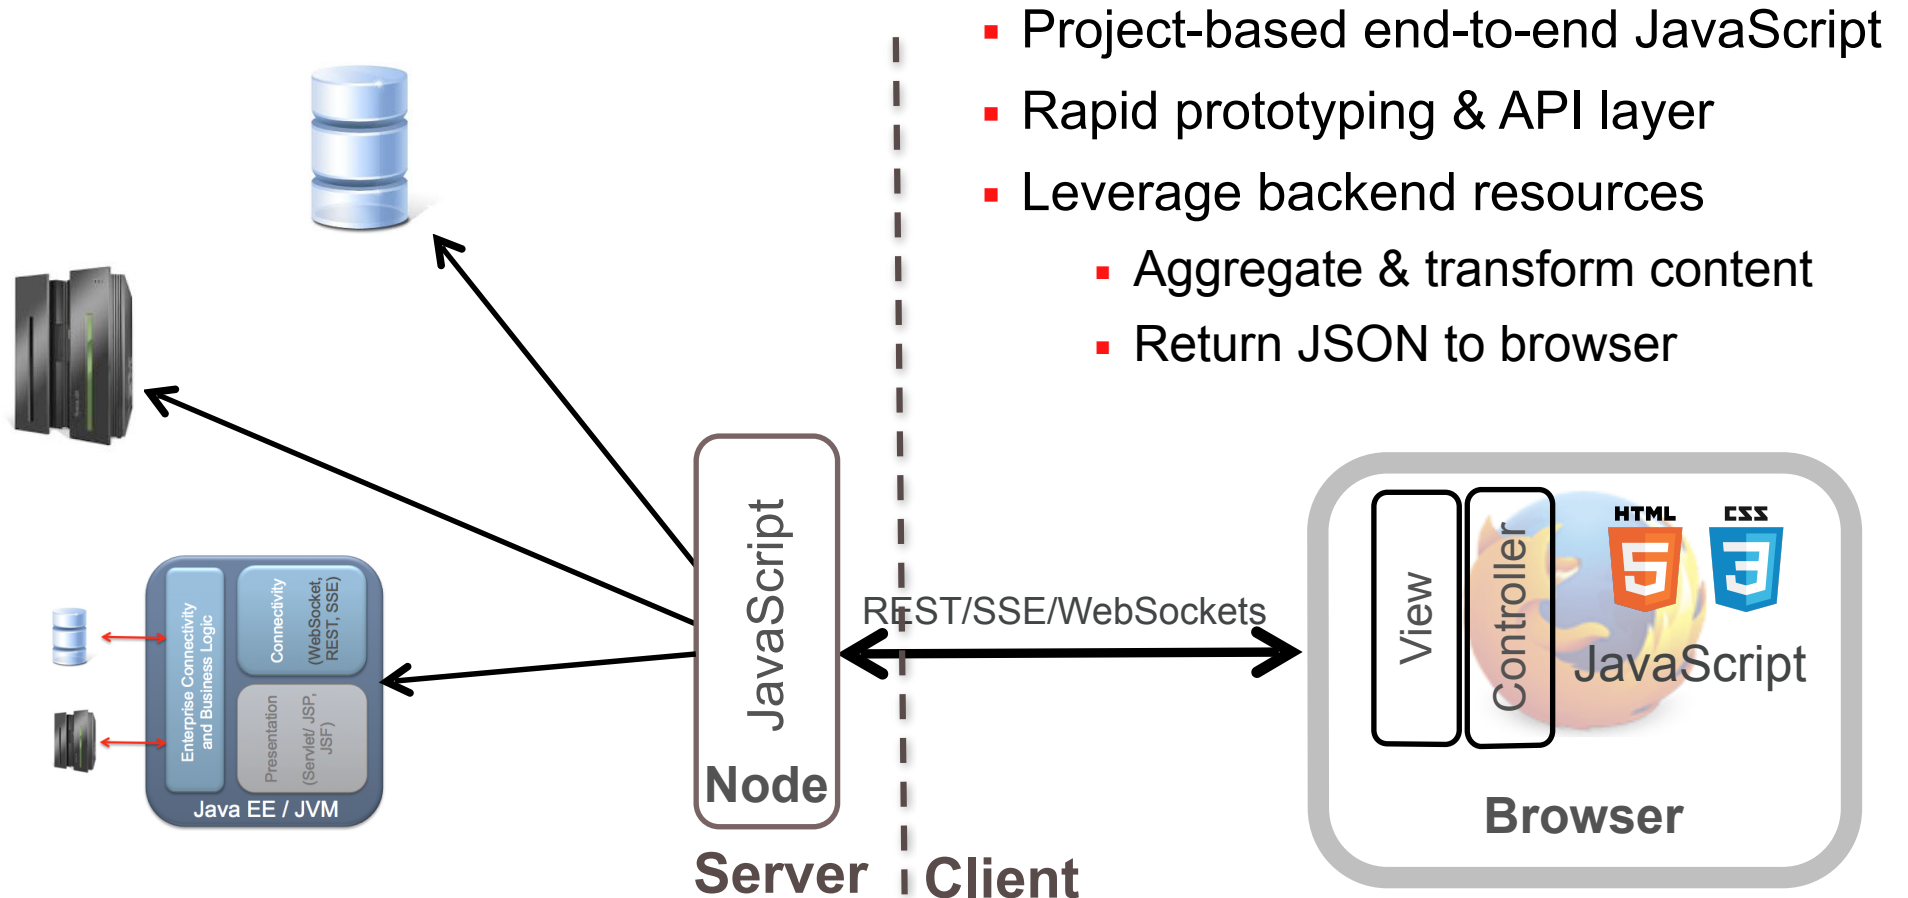 Project-based end-to-end JavaScript
Rapid prototyping & API layer
Leverage backend resources
Aggregate & transform content
Return JSON to browser
Enterprise Connectivity
and Business Logic
Connectivity
(WebSocket,
REST, SSE)
Presentation
(Servlet/ JSP,
JSF)
Java EE / JVM
JavaScript
Node
REST/SSE/WebSockets
View
Controller
HTML
5
CSS
3
JavaScript
Browser
Server
Client